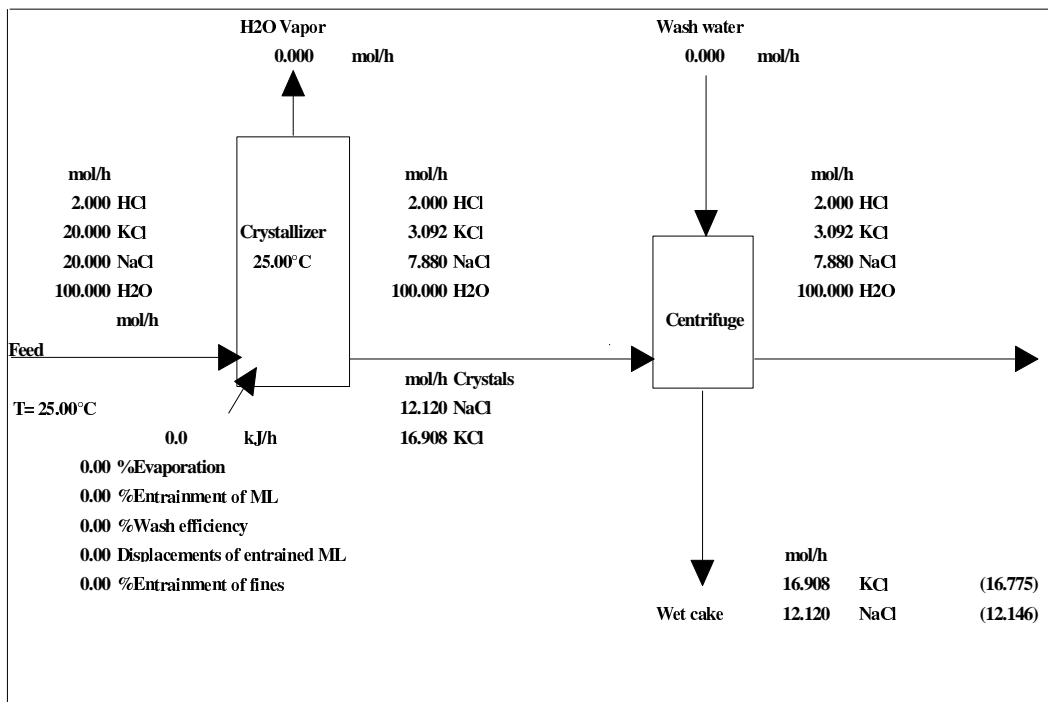 H2O Vapor
0.000 mol/h
Wash water
0.000 mol/h
mol/h
2.000 HCl
20.000 KCl
20.000 NaCl
100.000 H2O
mol/h
Feed
T= 25.00°C
Crystallizer
25.00°C
mol/h
2.000 HCl
3.092 KCl
7.880 NaCl
100.000 H2O
mol/h Crystals
12.120 NaCl
16.908 KCl
Centrifuge
mol/h
2.000 HCl
3.092 KCl
7.880 NaCl
100.000 H2O
0.0 kJ/h
0.00 %Evaporation
0.00 %Entrainment of ML
0.00 %Wash efficiency
0.00 Displacements of entrained ML
0.00 %Entrainment of fines
mol/h
16.908 KCl (16.775)
Wet cake 12.120 NaCl (12.146)